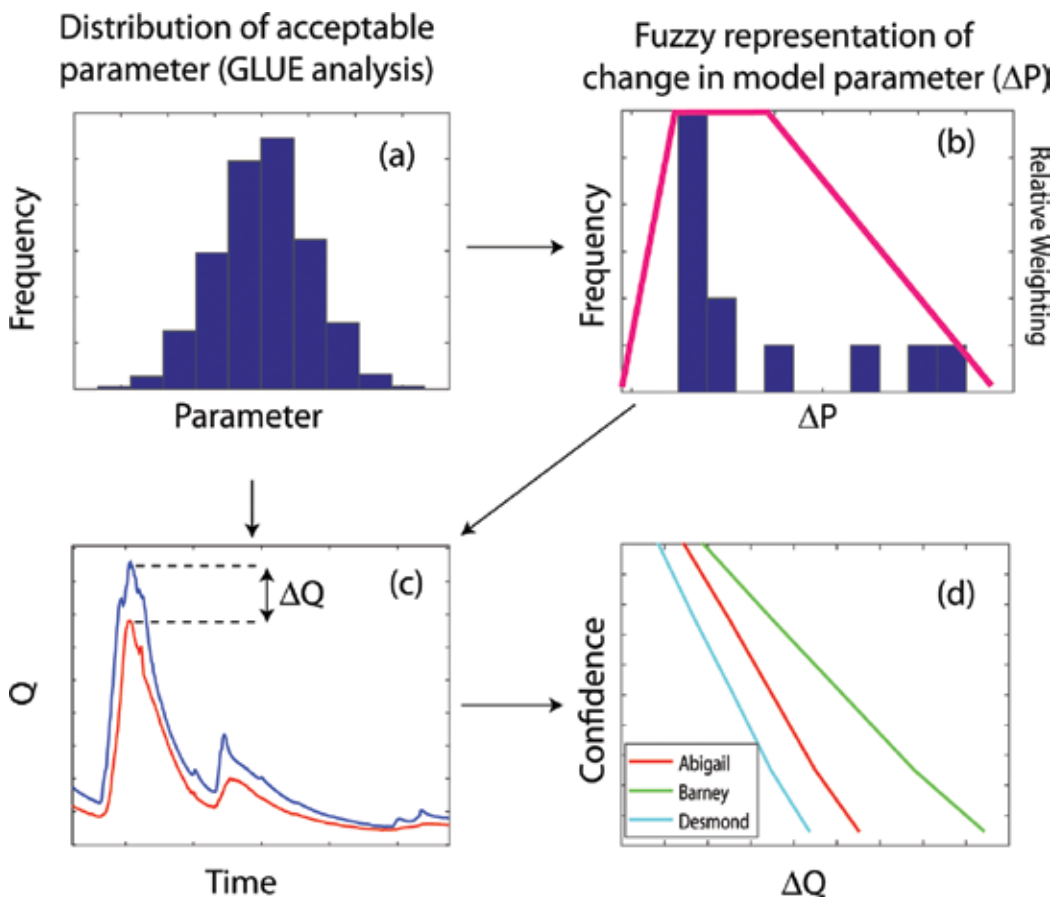 Distribution of acceptable
parameter (GLUE analysis)
Fuzzy representation of
change in model parameter (ΔP)
(a)
Frequency
Parameter
(b)
Frequency
Relative Weighting
ΔP
(c)
ΔQ
Q
Time
(d)
Confidence
Abigail
Barney
Desmond
ΔQ